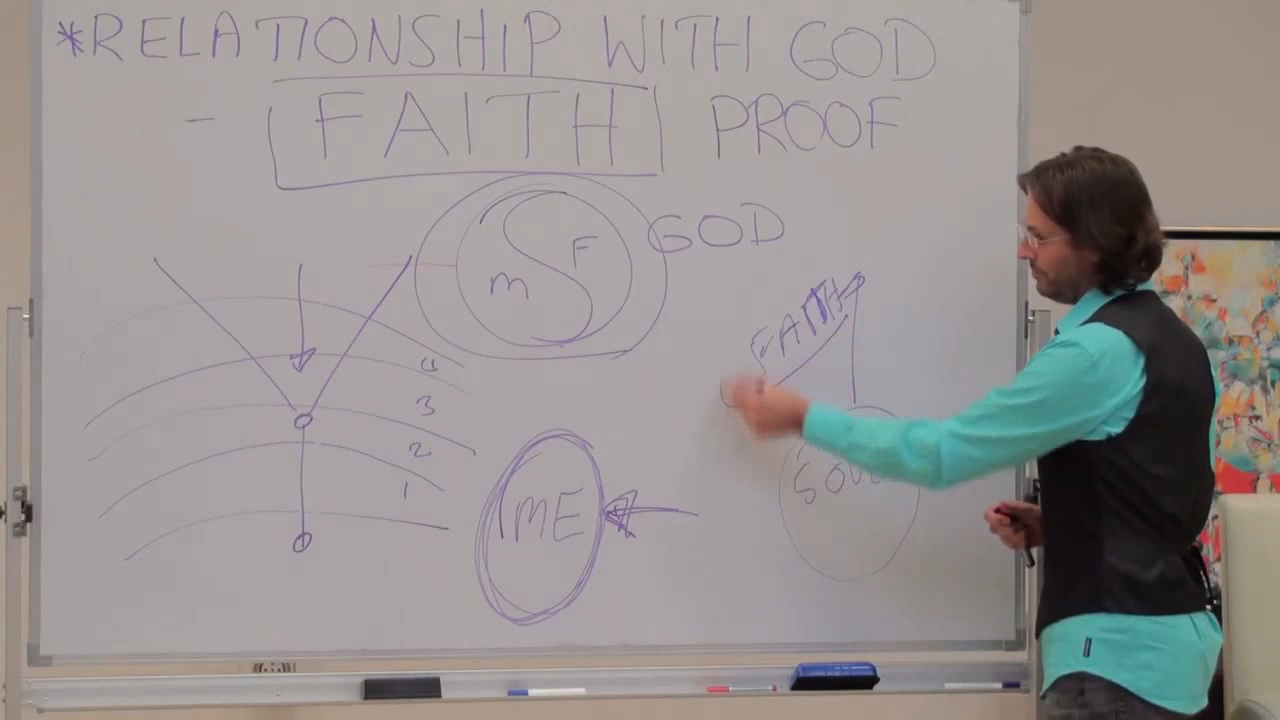 *RELATIONSHIP WITH GOD
- FAITH PROOF
GOD
M F
FAITH
4
3
2
1
ME